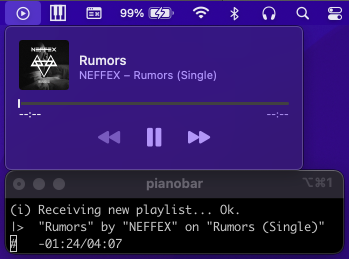 99%
NEFFEX
Rumors
NEFFEX – Rumors (Single)
--:--
--:--
pianobar
⌥⌘1
(i) Receiving new playlist... Ok.
|>  "Rumors" by "NEFFEX" on "Rumors (Single)"
#   -01:24/04:07